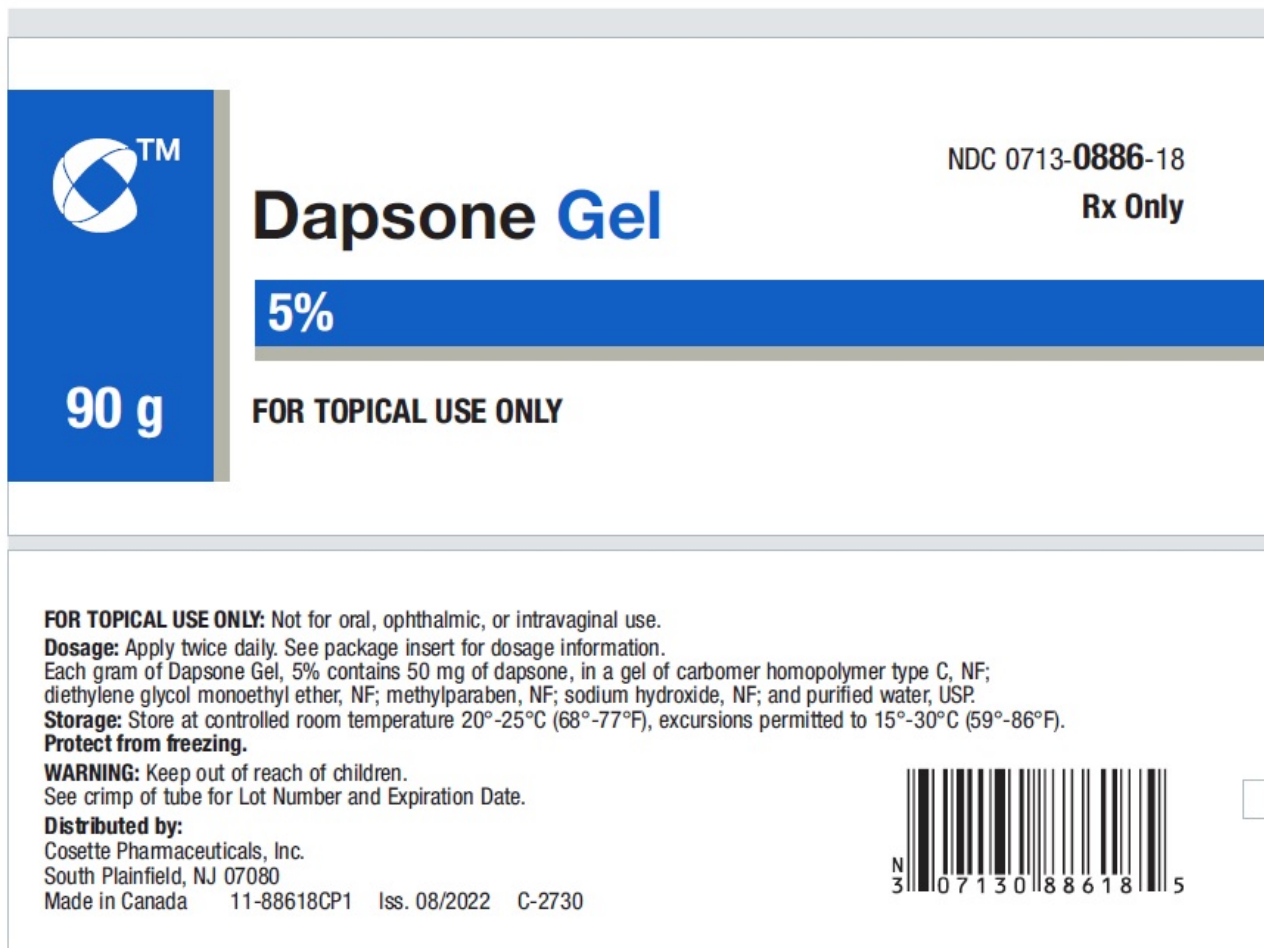 TM
NDC 0713-0886-18
Rx Only
Dapsone Gel
5%
90 g
FOR TOPICAL USE ONLY
FOR TOPICAL USE ONLY: Not for oral, ophthalmic, or intravaginal use.
Dosage: Apply twice daily. See package insert for dosage information.
Each gram of Dapsone Gel, 5% contains 50 mg of dapsone, in a gel of carbomer homopolymer type C, NF;
diethylene glycol monoethyl ether, NF; methylparaben, NF; sodium hydroxide, NF; and purified water, USP.
Storage: Store at controlled room temperature 20°-25°C (68°-77°F), excursions permitted to 15°-30°C (59°-86°F).
Protect from freezing.
WARNING: Keep out of reach of children.
See crimp of tube for Lot Number and Expiration Date.
Distributed by:
Cosette Pharmaceuticals, Inc.
South Plainfield, NJ 07080
Made in Canada 11-88618CP1 Iss. 08/2022 C-2730
N
3 07130 88618 5